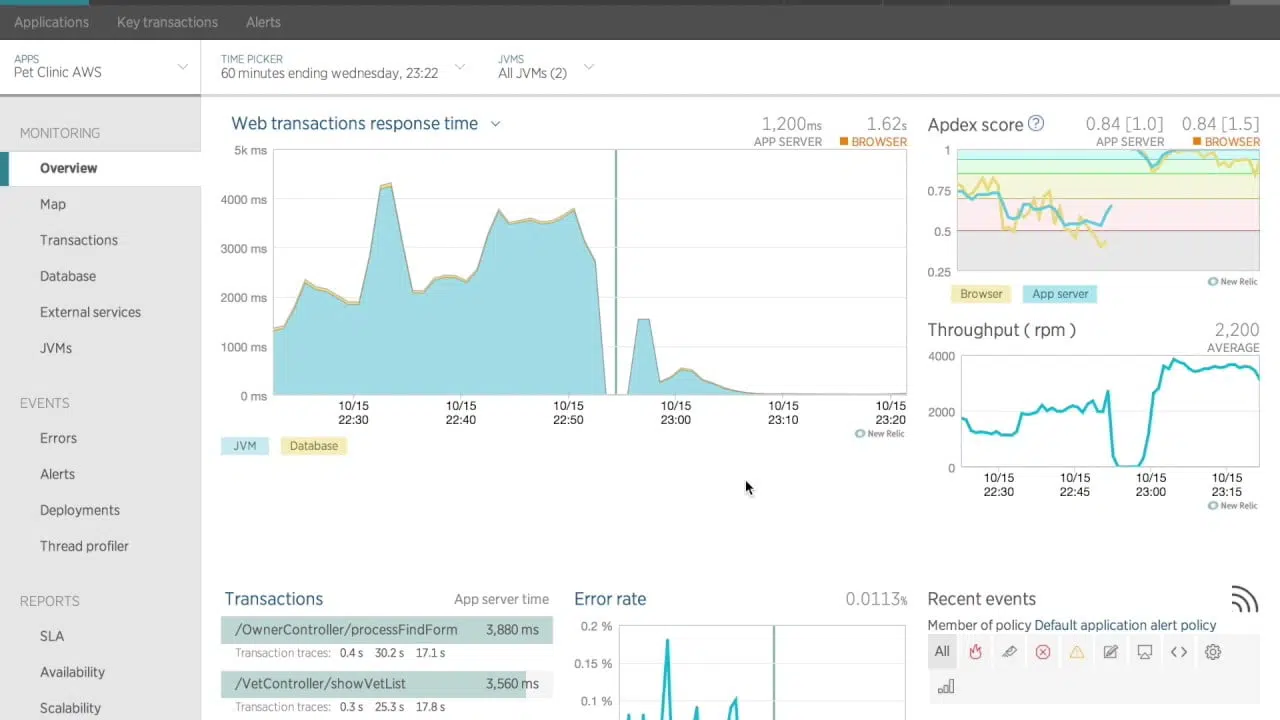 Applications Key transactions Alerts
APPS
Pet Clinic AWS
TIME PICKER
60 minutes ending wednesday, 23:22
JVMS
All JVMs (2)
MONITORING
Overview
Map
Transactions
Database
External services
JVMs
EVENTS
Errors
Alerts
Deployments
Thread profiler
REPORTS
SLA
Availability
Scalability
Web transactions response time
1,200ms
APP SERVER
1.62s
BROWSER
5k ms
4000 ms
3000 ms
2000 ms
1000 ms
0 ms
10/15 10/15 10/15 10/15 10/15 10/15
22:30 22:40 22:50 23:00 23:10 23:20
New Relic
JVM Database
Apdex score ?
0.84 [1.0]
APP SERVER
0.84 [1.5]
BROWSER
1
0.75
0.5
0.25
New Relic
Browser App server
Throughput ( rpm )
2,200
AVERAGE
4000
2000
0
10/15 10/15 10/15 10/15
22:30 22:45 23:00 23:15
New Relic
Transactions App server time
/OwnerController/processFindForm 3,880 ms
Transaction traces: 0.4 s 30.2 s 17.1 s
/VetController/showVetList 3,560 ms
Transaction traces: 0.3 s 25.3 s 17.8 s
Error rate 0.0113%
0.2 %
0.15 %
0.1 %
Recent events
Member of policy Default application alert policy
All